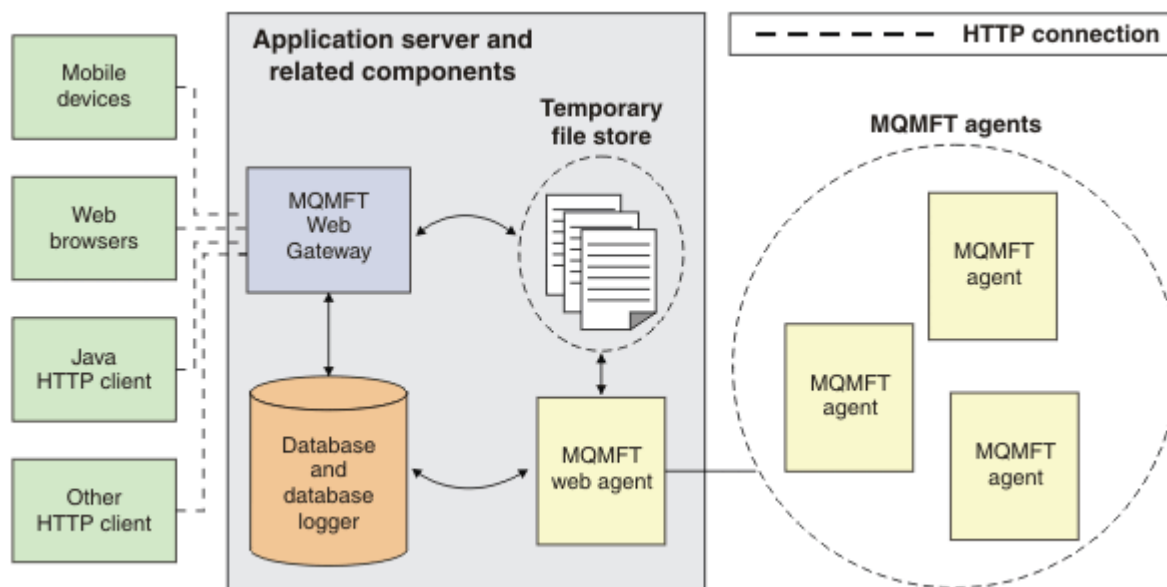 Mobile
devices
Web
browsers
Java
HTTP client
Other
HTTP client
Application server and
related components
MQMFT
Web
Gateway
Temporary
file store
Database
and
database
logger
MQMFT
web agent
HTTP connection
MQMFT agents
MQMFT
agent
MQMFT
agent
MQMFT
agent